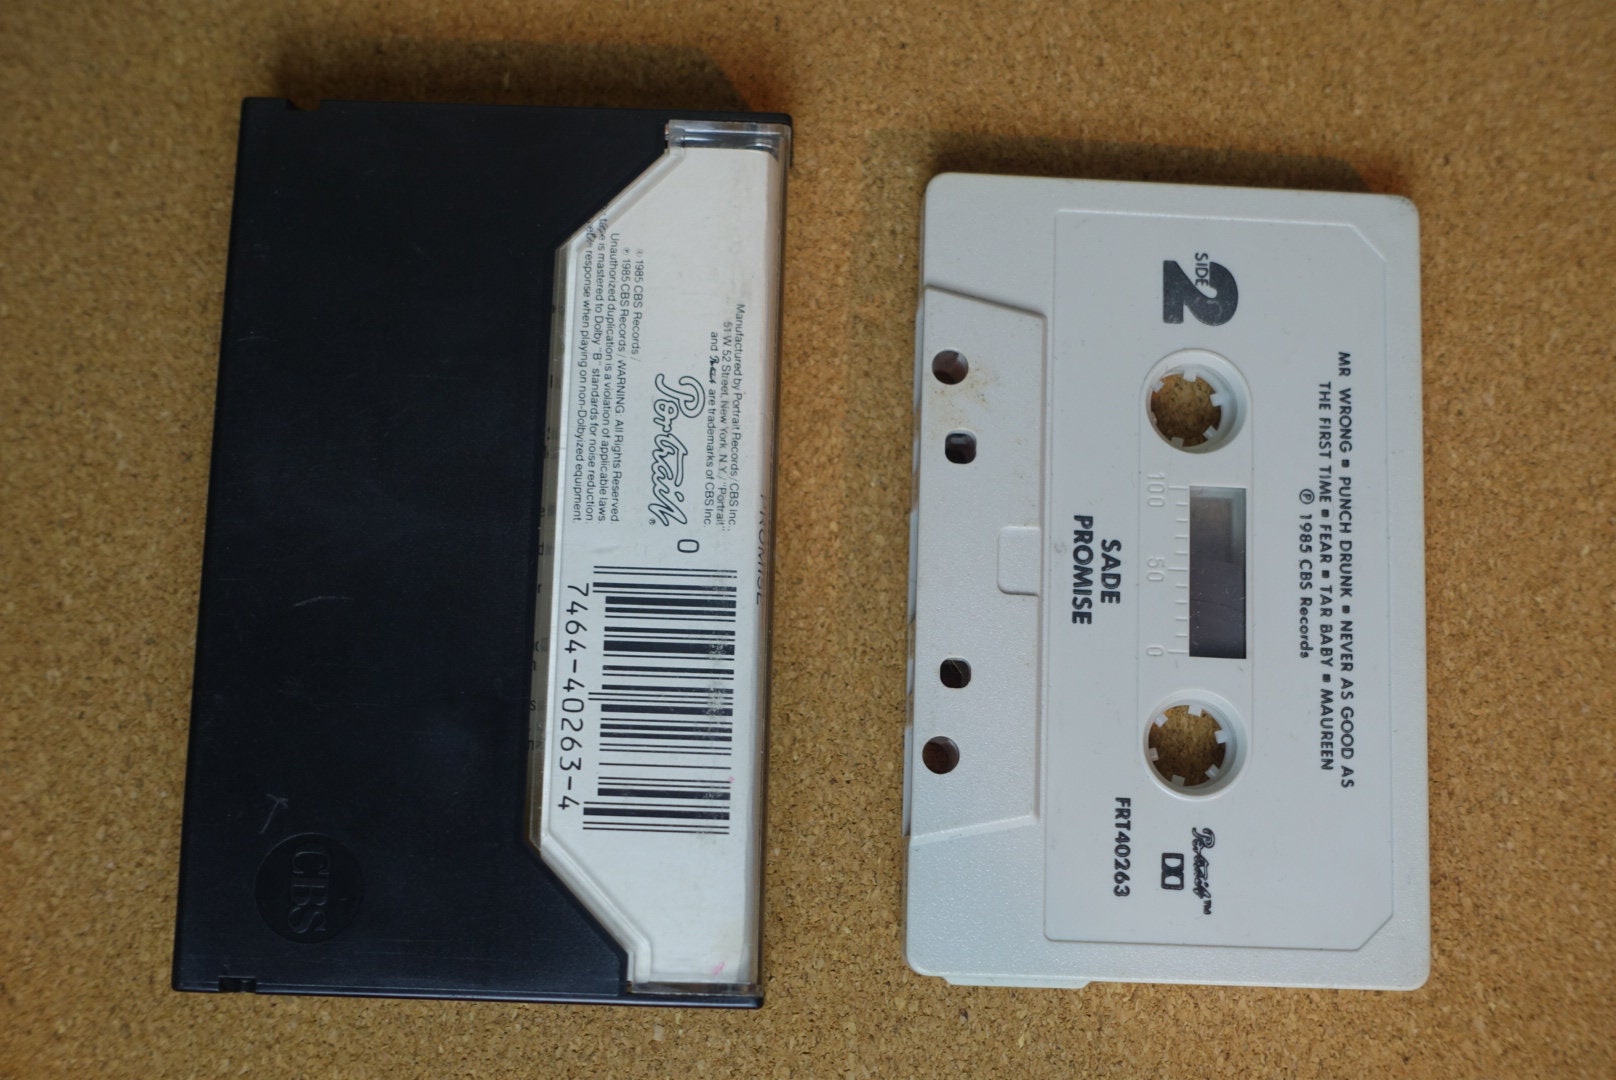 Manufactured by Portrait Records / CBS Inc.,
51 W. 52 Street, New York, N.Y./ "Portrait"
and Portrait are trademarks of CBS Inc.
Portrait®
1985 CBS Records /
℗ 1985 CBS Records / WARNING: All Rights Reserved.
Unauthorized duplication is a violation of applicable laws.
tape is mastered to Dolby "B" standards for noise reduction.
response when playing on non-Dolbyized equipment.
0
7464-40263-4
PROMISE
CBS
SIDE
2
MR WRONG ■ PUNCH DRUNK ■ NEVER AS GOOD AS
THE FIRST TIME ■ FEAR ■ TAR BABY ■ MAUREEN
℗ 1985 CBS Records
100 50 0
SADE
PROMISE
Portrait™
FRT40263